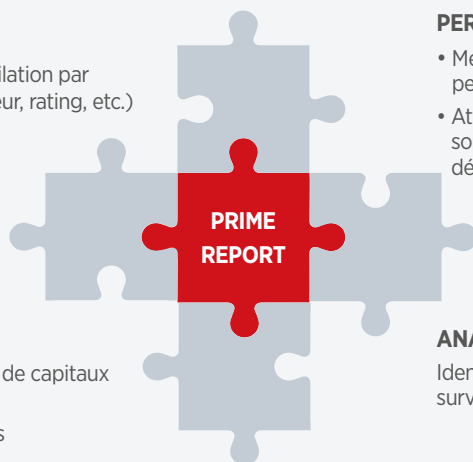 ilation par
eur, rating, etc.)
PER
• Me
pe
• At
so
dé
PRIME
REPORT
de capitaux
s
ANA
Iden
surv